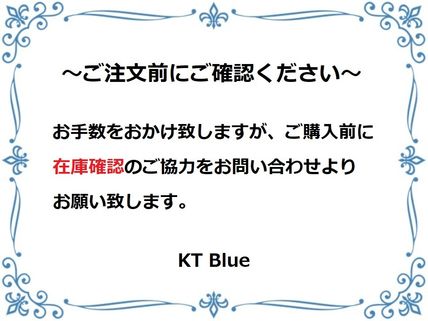 ～ご注文前にご確認ください～
お手数をおかけ致しますが、ご購入前に
在庫確認のご協力をお問い合わせより
お願い致します。
KT Blue